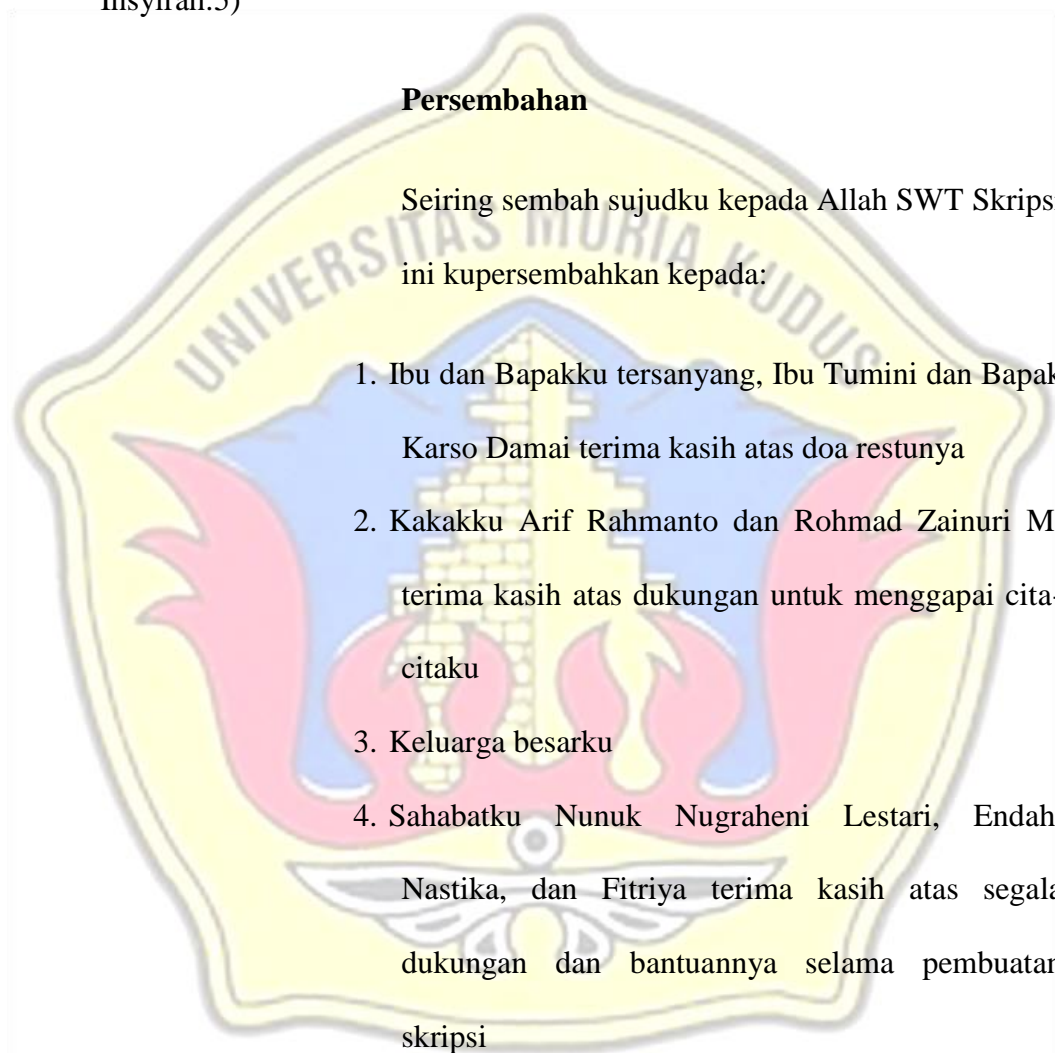 Insyirah:5)
Persembahan
Seiring sembah sujudku kepada Allah SWT Skripsi
ini kupersembahkan kepada:
UNIVERSITAS MURIA KUDUS
1. Ibu dan Bapakku tersanyang, Ibu Tumini dan Bapak
Karso Damai terima kasih atas doa restunya
2. Kakakku Arif Rahmanto dan Rohmad Zainuri M
terima kasih atas dukungan untuk menggapai cita-
citaku
3. Keluarga besarku
4. Sahabatku Nunuk Nugraheni Lestari, Endah
Nastika, dan Fitriya terima kasih atas segala
dukungan dan bantuannya selama pembuatan
skripsi